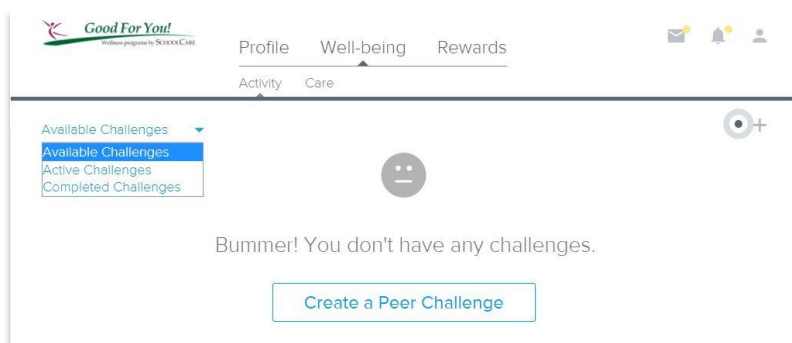 Good For You!
Wellness programs by SCHOOLCARE
Profile Well-being Rewards
Activity Care
Available Challenges
Available Challenges
Active Challenges
Completed Challenges
Bummer! You don't have any challenges.
Create a Peer Challenge